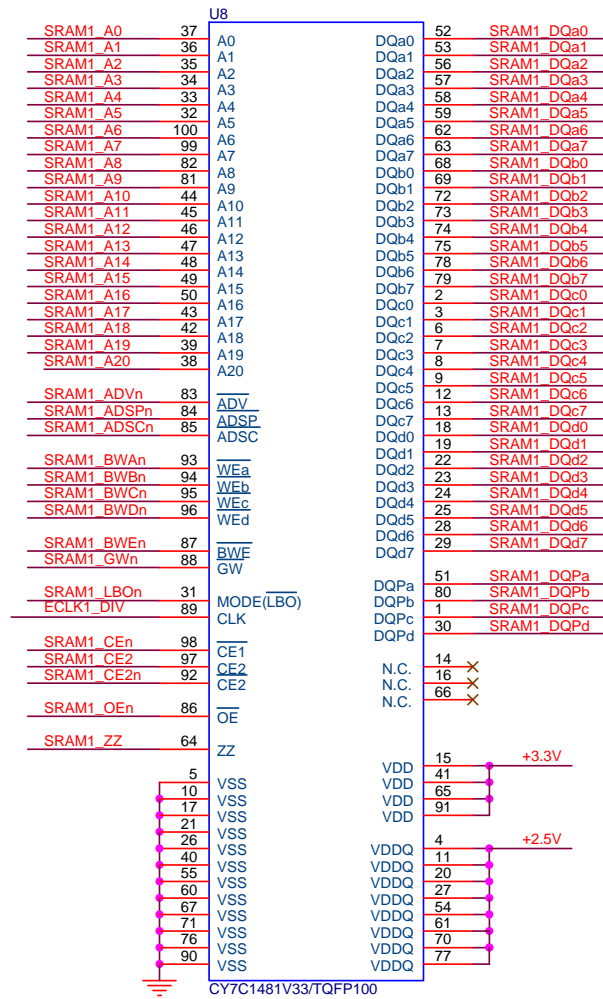 U8
SRAM1_A0 37 A0 DQa0 52 SRAM1_DQa0
SRAM1_A1 36 A1 DQa1 53 SRAM1_DQa1
SRAM1_A2 35 A2 DQa2 56 SRAM1_DQa2
SRAM1_A3 34 A3 DQa3 57 SRAM1_DQa3
SRAM1_A4 33 A4 DQa4 58 SRAM1_DQa4
SRAM1_A5 32 A5 DQa5 59 SRAM1_DQa5
SRAM1_A6 100 A6 DQa6 62 SRAM1_DQa6
SRAM1_A7 99 A7 DQa7 63 SRAM1_DQa7
SRAM1_A8 82 A8 DQb0 68 SRAM1_DQb0
SRAM1_A9 81 A9 DQb1 69 SRAM1_DQb1
SRAM1_A10 44 A10 DQb2 72 SRAM1_DQb2
SRAM1_A11 45 A11 DQb3 73 SRAM1_DQb3
SRAM1_A12 46 A12 DQb4 74 SRAM1_DQb4
SRAM1_A13 47 A13 DQb5 75 SRAM1_DQb5
SRAM1_A14 48 A14 DQb6 78 SRAM1_DQb6
SRAM1_A15 49 A15 DQb7 79 SRAM1_DQb7
SRAM1_A16 50 A16 DQc0 2 SRAM1_DQc0
SRAM1_A17 43 A17 DQc1 3 SRAM1_DQc1
SRAM1_A18 42 A18 DQc2 6 SRAM1_DQc2
SRAM1_A19 39 A19 DQc3 7 SRAM1_DQc3
SRAM1_A20 38 A20 DQc4 8 SRAM1_DQc4
DQc5 9 SRAM1_DQc5
SRAM1_ADVn 83 ADV DQc6 12 SRAM1_DQc6
SRAM1_ADSPn 84 ADSP DQc7 13 SRAM1_DQc7
SRAM1_ADSCn 85 ADSC DQd0 18 SRAM1_DQd0
DQd1 19 SRAM1_DQd1
SRAM1_BWAn 93 WEa DQd2 22 SRAM1_DQd2
SRAM1_BWBn 94 WEb DQd3 23 SRAM1_DQd3
SRAM1_BWCn 95 WEc DQd4 24 SRAM1_DQd4
SRAM1_BWDn 96 WEd DQd5 25 SRAM1_DQd5
DQd6 28 SRAM1_DQd6
SRAM1_BWEn 87 BWE DQd7 29 SRAM1_DQd7
SRAM1_GWn 88 GW
DQPa 51 SRAM1_DQPa
SRAM1_LBOn 31 MODE(LBO) DQPb 80 SRAM1_DQPb
ECLK1_DIV 89 CLK DQPc 1 SRAM1_DQPc
DQPd 30 SRAM1_DQPd
SRAM1_CEn 98 CE1
SRAM1_CE2 97 CE2 N.C. 14
SRAM1_CE2n 92 CE2 N.C. 16
N.C. 66
SRAM1_OEn 86 OE
SRAM1_ZZ 64 ZZ
VDD 15 +3.3V
5 VSS VDD 41
10 VSS VDD 65
17 VSS VDD 91
21 VSS
26 VSS VDDQ 4 +2.5V
40 VSS VDDQ 11
55 VSS VDDQ 20
60 VSS VDDQ 27
67 VSS VDDQ 54
71 VSS VDDQ 61
76 VSS VDDQ 70
90 VSS VDDQ 77
CY7C1481V33/TQFP100